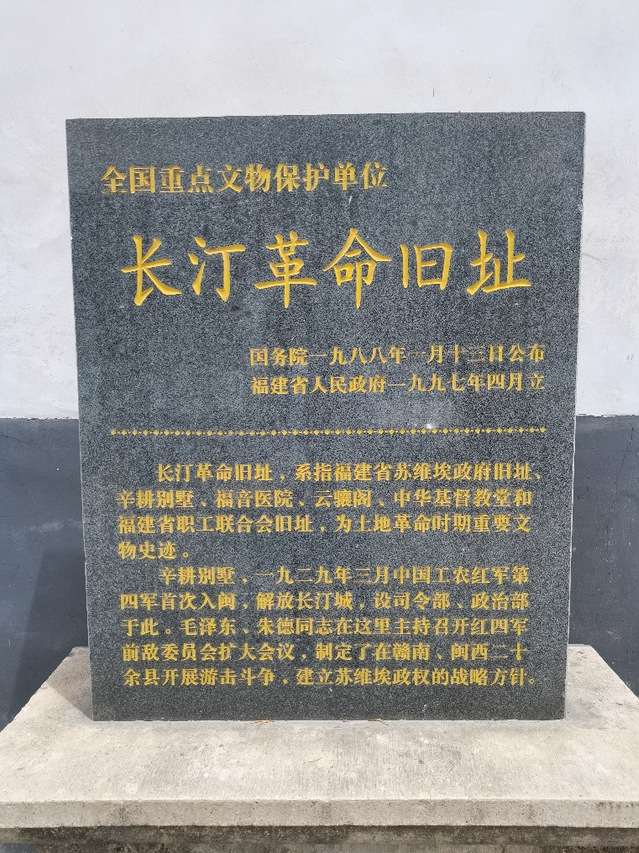 全国重点文物保护单位
长汀革命旧址
国务院一九八八年一月十三日公布
福建省人民政府一九九七年四月立
长汀革命旧址，系指福建省苏维埃政府旧址、
辛耕别墅、福音医院、云骧阁、中华基督教堂和
福建省职工联合会旧址，为土地革命时期重要文
物史迹。
辛耕别墅，一九二九年三月中国工农红军第
四军首次入闽，解放长汀城，设司令部、政治部
于此。毛泽东、朱德同志在这里主持召开红四军
前敌委员会扩大会议，制定了在赣南、闽西二十
余县开展游击斗争，建立苏维埃政权的战略方针。